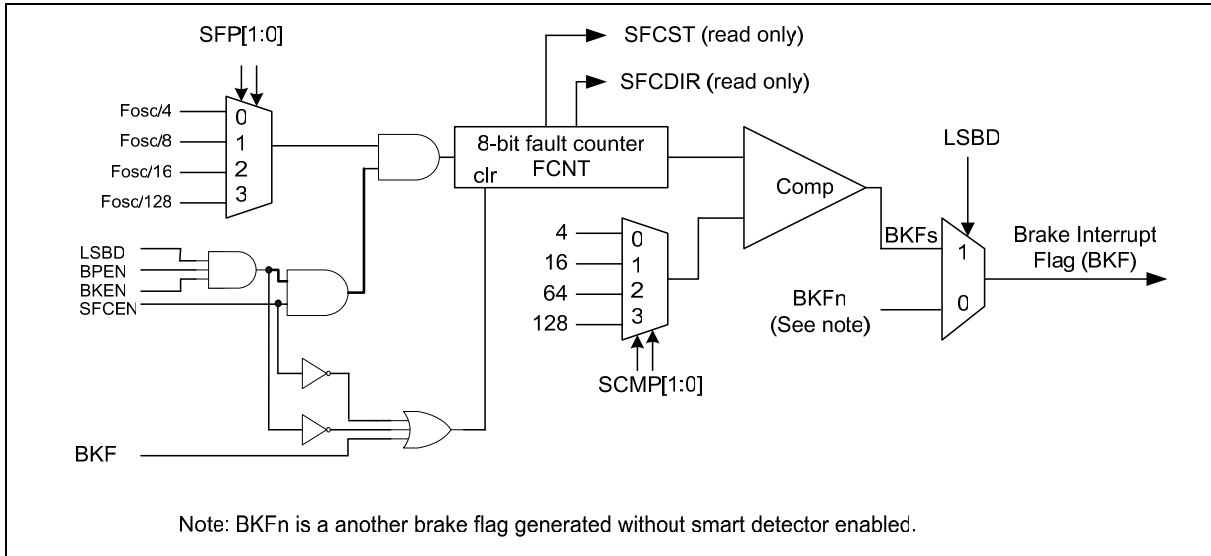 SFP[1:0]
SFCST (read only)
SFCDIR (read only)
Fosc/4
Fosc/8
Fosc/16
Fosc/128
0
1
2
3
8-bit fault counter
FCNT
clr
Comp
LSBD
LSBD
BPEN
BKEN
SFCEN
4
16
64
128
0
1
2
3
SCMP[1:0]
BKFs
BKFn
(See note)
1
0
Brake Interrupt
Flag (BKF)
BKF
Note: BKFn is a another brake flag generated without smart detector enabled.